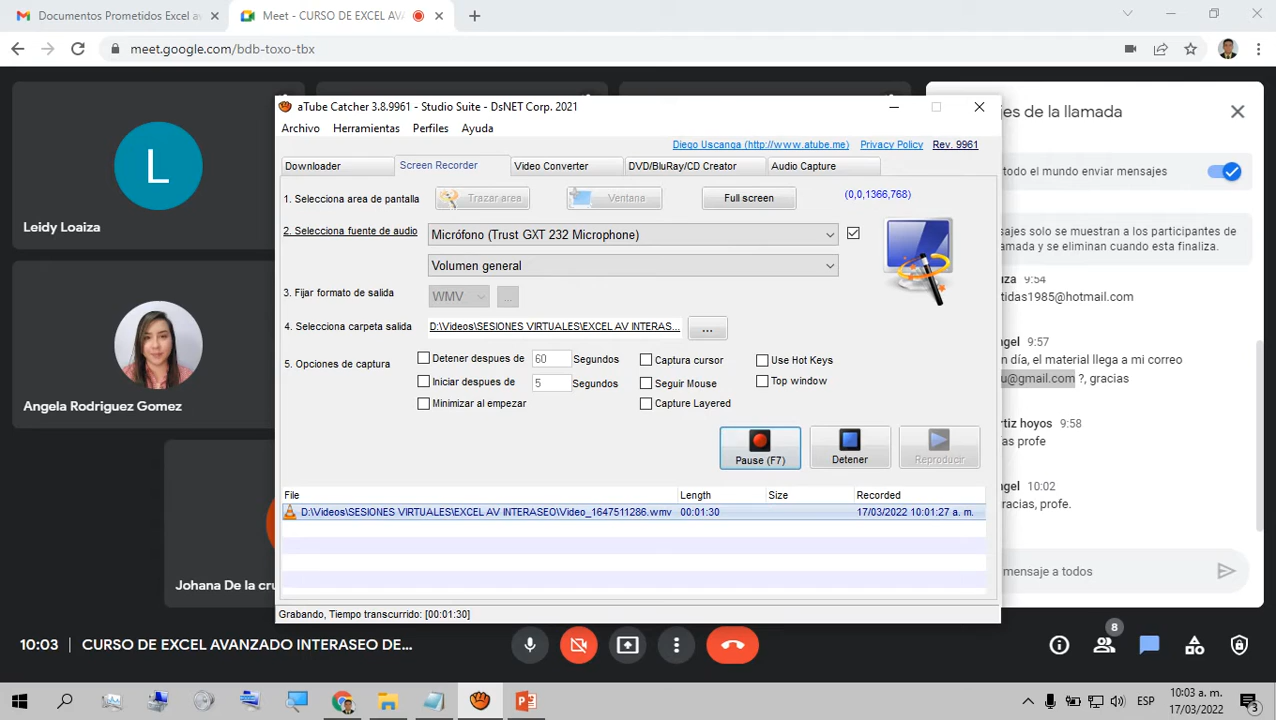 Documentos Prometidos Excel av
Meet - CURSO DE EXCEL AV
meet.google.com/bdb-toxo-tbx
L
Leidy Loaiza
Angela Rodriguez Gomez
Johana De la cru
aTube Catcher 3.8.9961 - Studio Suite - DsNET Corp. 2021
Archivo Herramientas Perfiles Ayuda
Diego Uscanga (http://www.atube.me) Privacy Policy Rev. 9961
Downloader Screen Recorder Video Converter DVD/BluRay/CD Creator Audio Capture
1. Selecciona area de pantalla Trazar area Ventana Full screen (0,0,1366,768)
2. Selecciona fuente de audio Micrófono (Trust GXT 232 Microphone)
Volumen general
3. Fijar formato de salida WMV ...
4. Selecciona carpeta salida D:\Videos\SESIONES VIRTUALES\EXCEL AV INTERAS... ...
5. Opciones de captura Detener despues de 60 Segundos Captura cursor Use Hot Keys
Iniciar despues de 5 Segundos Seguir Mouse Top window
Minimizar al empezar Capture Layered
Pause (F7) Detener Reproducir
File Length Size Recorded
D:\Videos\SESIONES VIRTUALES\EXCEL AV INTERASEO\Video_1647511286.wmv 00:01:30 17/03/2022 10:01:27 a. m.
Grabando, Tiempo transcurrido: [00:01:30]
jes de la llamada
todo el mundo enviar mensajes
sajes solo se muestran a los participantes de
amada y se eliminan cuando esta finaliza.
uza 9:54
tidas1985@hotmail.com
ngel 9:57
n día, el material llega a mi correo
u@gmail.com ?, gracias
rtiz hoyos 9:58
ias profe
ngel 10:02
gracias, profe.
mensaje a todos
10:03 CURSO DE EXCEL AVANZADO INTERASEO DE...
8
ESP
10:03 a. m.
17/03/2022
3